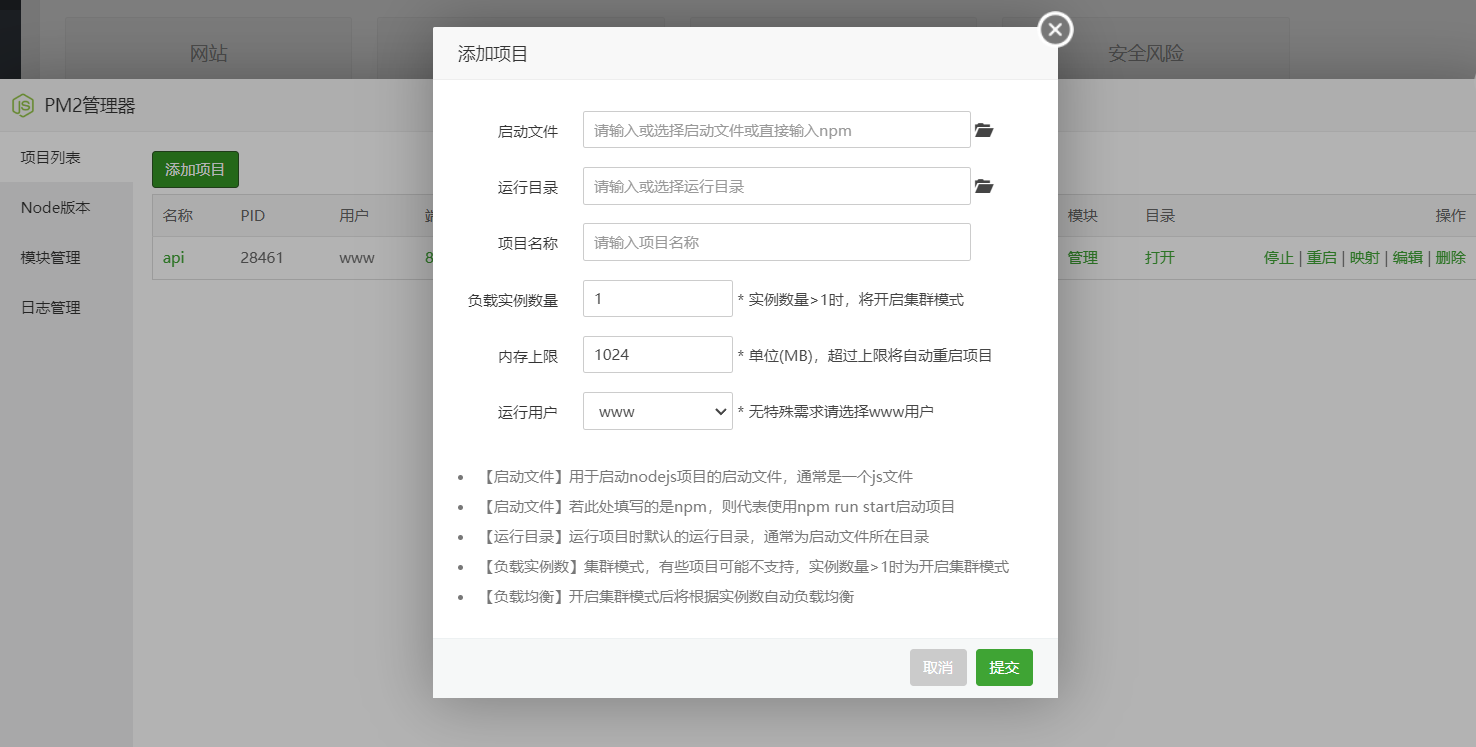 网站
安全风险
添加项目
PM2管理器
项目列表
Node版本
模块管理
日志管理
添加项目
名称 PID 用户 模块 目录 操作
api 28461 www 8 管理 打开 停止 | 重启 | 映射 | 编辑 | 删除
启动文件 请输入或选择启动文件或直接输入npm
运行目录 请输入或选择运行目录
项目名称 请输入项目名称
负载实例数量 1 * 实例数量>1时，将开启集群模式
内存上限 1024 * 单位(MB)，超过上限将自动重启项目
运行用户 www * 无特殊需求请选择www用户
• 【启动文件】用于启动nodejs项目的启动文件，通常是一个js文件
• 【启动文件】若此处填写的是npm，则代表使用npm run start启动项目
• 【运行目录】运行项目时默认的运行目录，通常为启动文件所在目录
• 【负载实例数】集群模式，有些项目可能不支持，实例数量>1时为开启集群模式
• 【负载均衡】开启集群模式后将根据实例数自动负载均衡
取消 提交